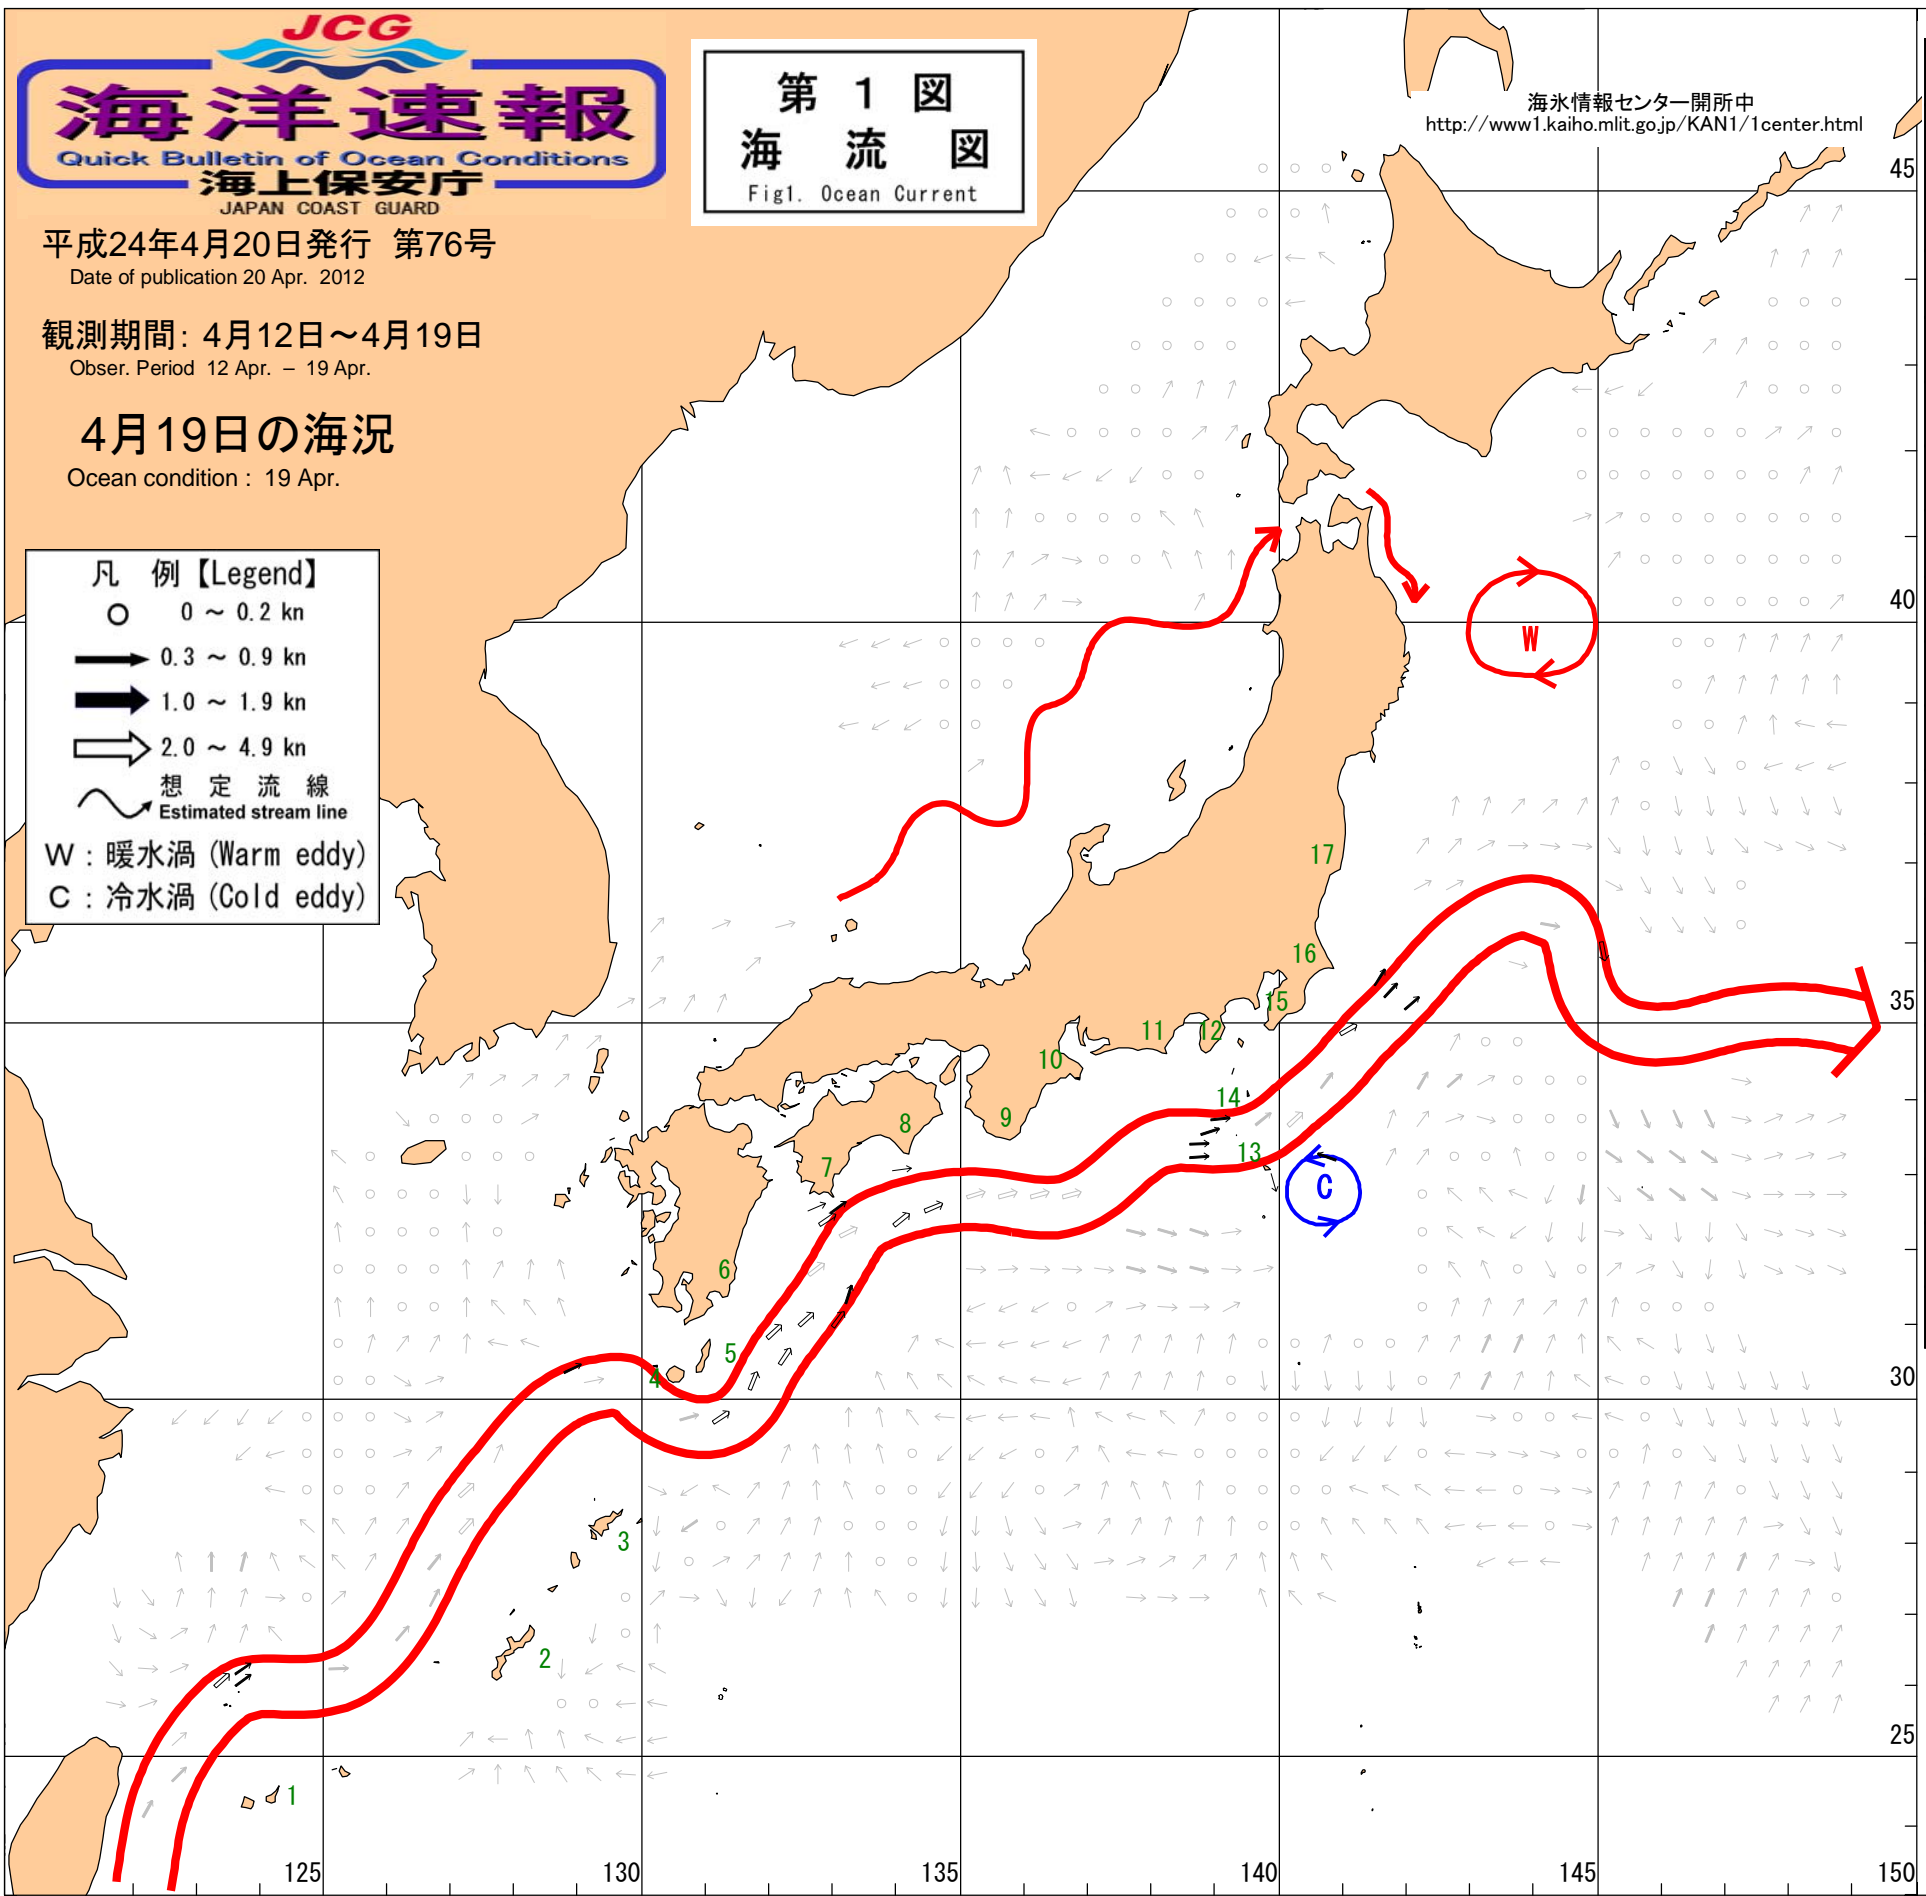 JCG
海洋速報
Quick Bulletin of Ocean Conditions
海上保安庁
JAPAN COAST GUARD
第 1 図
海 流 図
Fig1. Ocean Current
海氷情報センター開所中
http://www1.kaiho.mlit.go.jp/KAN1/1center.html
平成24年4月20日発行 第76号
Date of publication 20 Apr. 2012
観測期間: 4月12日～4月19日
Obser. Period 12 Apr. – 19 Apr.
4月19日の海況
Ocean condition : 19 Apr.
凡 例【Legend】
0 ～ 0.2 kn
0.3 ～ 0.9 kn
1.0 ～ 1.9 kn
2.0 ～ 4.9 kn
想 定 流 線
Estimated stream line
W : 暖水渦 (Warm eddy)
C : 冷水渦 (Cold eddy)
45
40
W
17
16
35
15
12
11
10
14
9
8
13
7
C
6
5
4
30
3
2
25
1
125
130
135
140
145
150